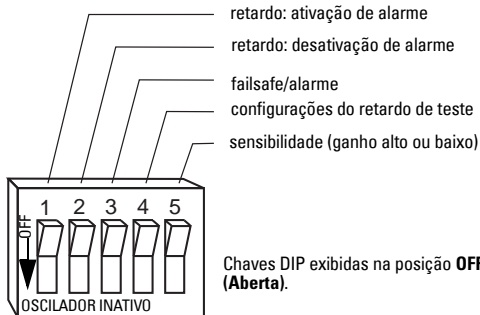 retardo: ativação de alarme
retardo: desativação de alarme
failsafe/alarme
configurações do retardo de teste
sensibilidade (ganho alto ou baixo)
1 2 3 4 5
OFF
Chaves DIP exibidas na posição OFF
(Aberta).
OSCILADOR INATIVO